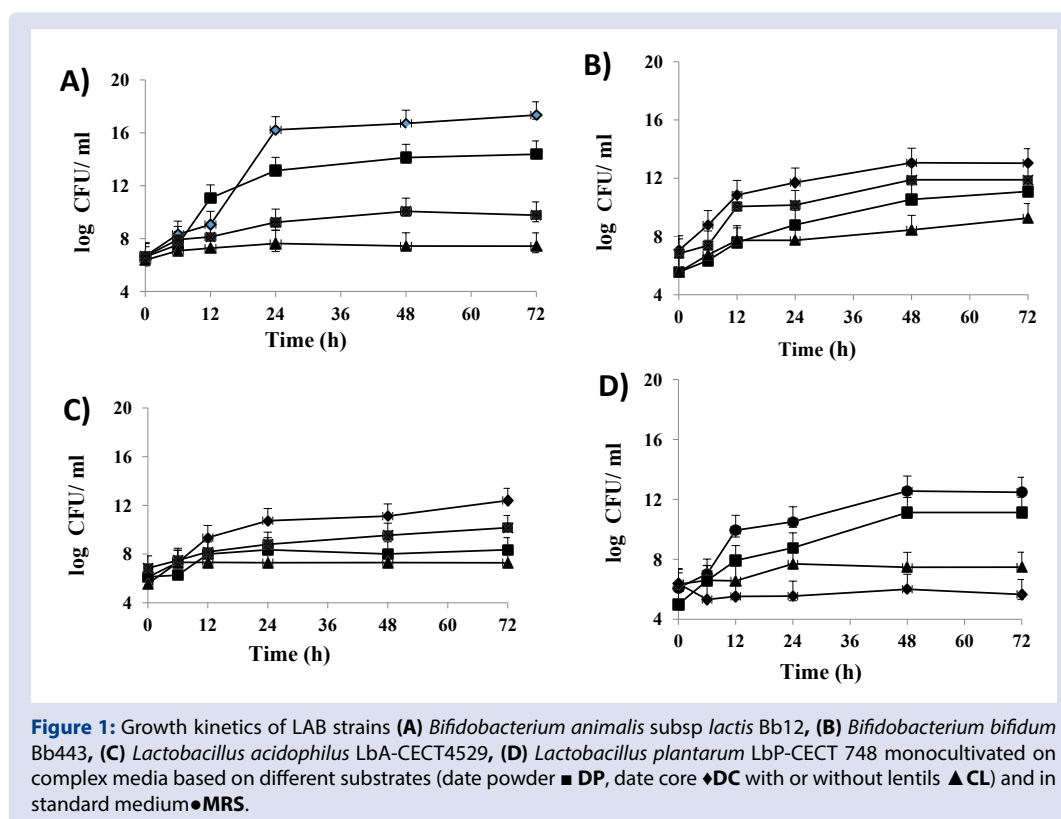 A)
20
16
12
8
4
log CFU/ ml
0 12 24 36 48 60 72
Time (h)
B)
20
16
12
8
4
log CFU/ ml
0 12 24 36 48 60 72
Time (h)
C)
20
16
12
8
4
log CFU/ ml
0 12 24 36 48 60 72
Time (h)
D)
20
16
12
8
4
log CFU/ ml
0 12 24 36 48 60 72
Time (h)
Figure 1: Growth kinetics of LAB strains (A) Bifidobacterium animalis subsp lactis Bb12, (B) Bifidobacterium bifidum
Bb443, (C) Lactobacillus acidophilus LbA-CECT4529, (D) Lactobacillus plantarum LbP-CECT 748 monocultivated on
complex media based on different substrates (date powder ■ DP, date core ♦DC with or without lentils ▲CL) and in
standard medium●MRS.